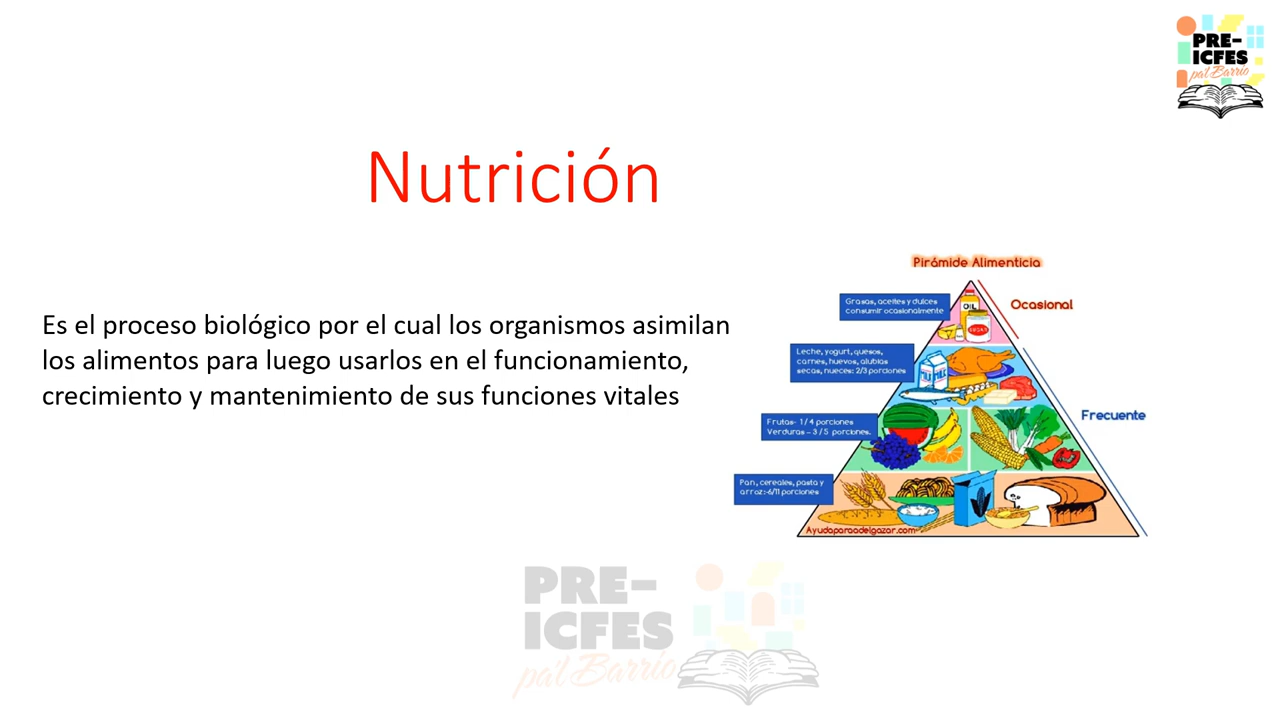 PRE-
ICFES
pa'l Barrio
Nutrición
Es el proceso biológico por el cual los organismos asimilan
los alimentos para luego usarlos en el funcionamiento,
crecimiento y mantenimiento de sus funciones vitales
Pirámide Alimenticia
Grasas, aceites y dulces
consumir ocasionalmente
OIL
SUGAR
Ocasional
Leche, yogurt, quesos,
carnes, huevos, alubias
secas, nueces: 2/3 porciones
MILK
Frecuente
Frutas- 1/4 porciones
Verduras - 3/5 porciones.
Pan, cereales, pasta y
arroz:-6/11 porciones
Ayudaparaadelgazar.com
PRE-
ICFES
pa'l Barrio